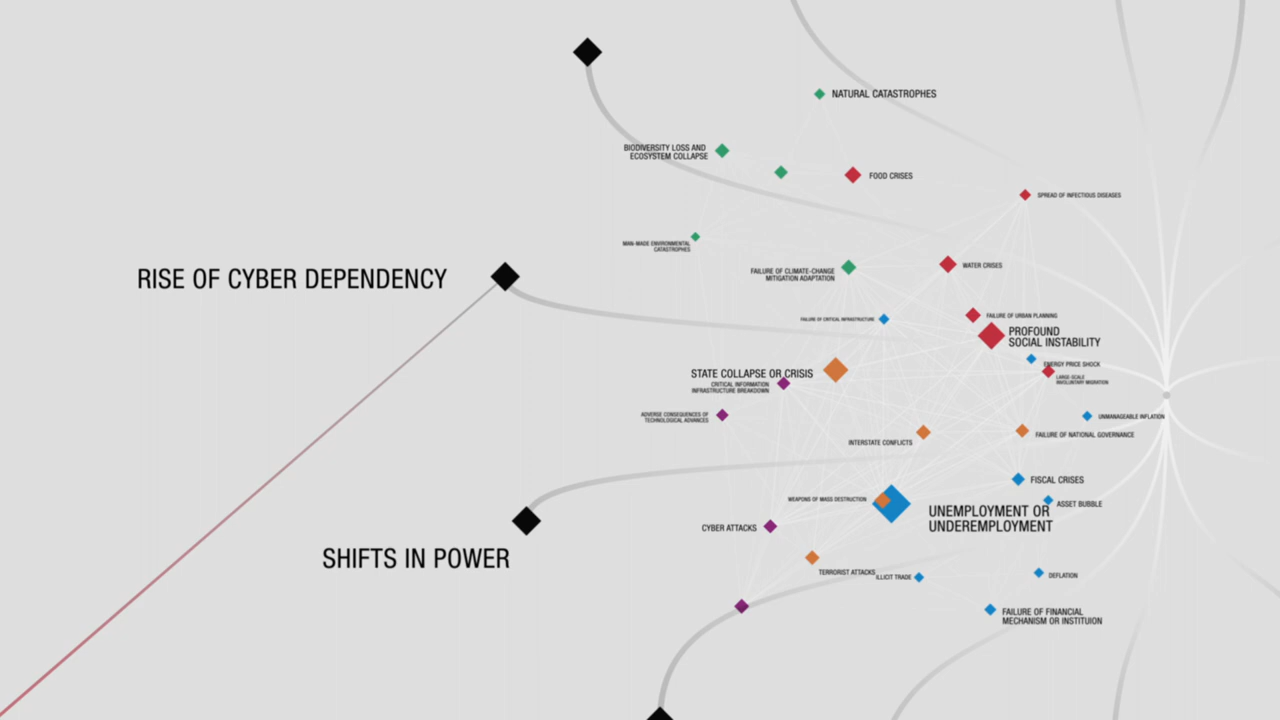 NATURAL CATASTROPHES
BIODIVERSITY LOSS AND
ECOSYSTEM COLLAPSE
FOOD CRISES
SPREAD OF INFECTIOUS DISEASES
MAN-MADE ENVIRONMENTAL
CATASTROPHES
RISE OF CYBER DEPENDENCY
FAILURE OF CLIMATE-CHANGE
MITIGATION ADAPTATION
WATER CRISES
FAILURE OF CRITICAL INFRASTRUCTURE
FAILURE OF URBAN PLANNING
PROFOUND
SOCIAL INSTABILITY
ENERGY PRICE SHOCK
LARGE-SCALE
INVOLUNTARY MIGRATION
STATE COLLAPSE OR CRISIS
CRITICAL INFORMATION
INFRASTRUCTURE BREAKDOWN
ADVERSE CONSEQUENCES OF
TECHNOLOGICAL ADVANCES
UNMANAGEABLE INFLATION
INTERSTATE CONFLICTS
FAILURE OF NATIONAL GOVERNANCE
FISCAL CRISES
WEAPONS OF MASS DESTRUCTION
ASSET BUBBLE
UNEMPLOYMENT OR
UNDEREMPLOYMENT
CYBER ATTACKS
SHIFTS IN POWER
TERRORIST ATTACKS
ILLICIT TRADE
DEFLATION
FAILURE OF FINANCIAL
MECHANISM OR INSTITUION